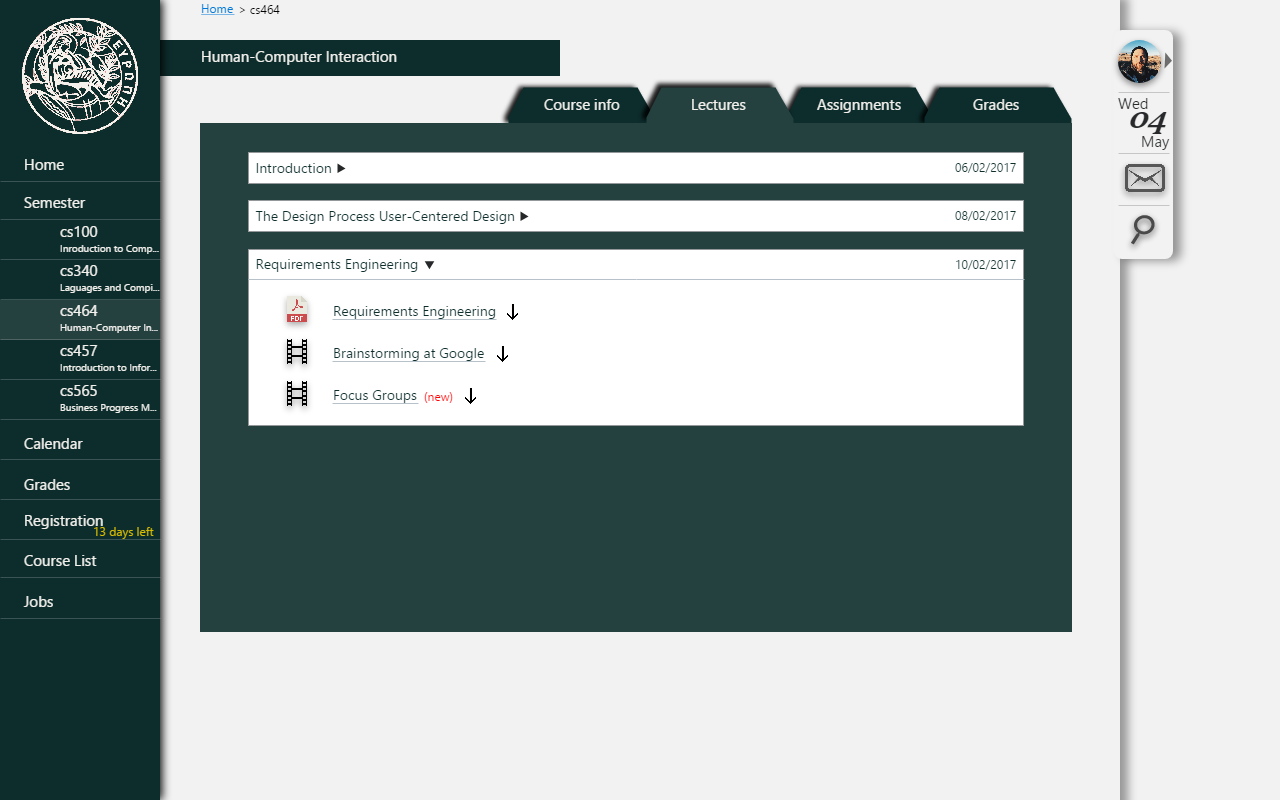 Home > cs464
ΕΥΡΩΠΗ
Human-Computer Interaction
Course info
Lectures
Assignments
Grades
Wed
04
May
Home
Semester
cs100
Inroduction to Comp...
cs340
Laguages and Compi...
cs464
Human-Computer In...
cs457
Introduction to Infor...
cs565
Business Progress M...
Calendar
Grades
Registration
13 days left
Course List
Jobs
Introduction 06/02/2017
The Design Process User-Centered Design 08/02/2017
Requirements Engineering 10/02/2017
PDF Requirements Engineering
Brainstorming at Google
Focus Groups (new)